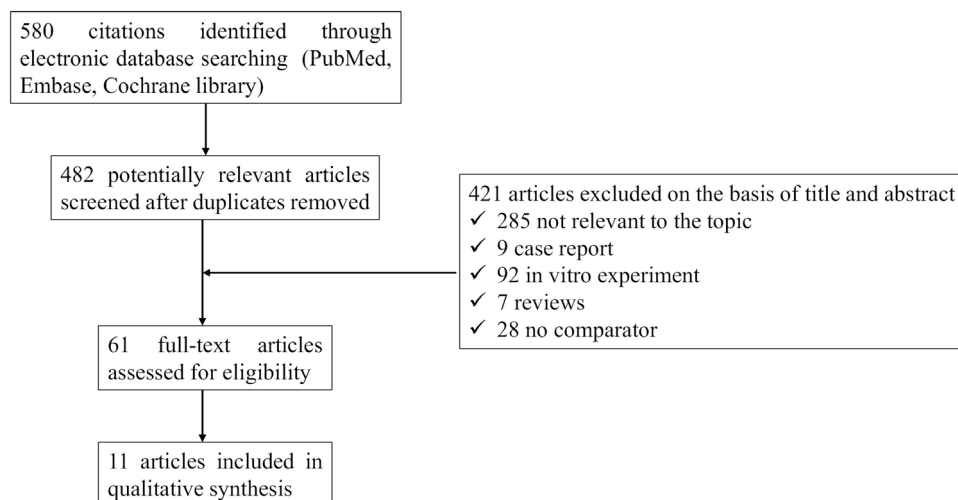 580 citations identified through
electronic database searching (PubMed,
Embase, Cochrane library)
482 potentially relevant articles
screened after duplicates removed
421 articles excluded on the basis of title and abstract
✓ 285 not relevant to the topic
✓ 9 case report
✓ 92 in vitro experiment
✓ 7 reviews
✓ 28 no comparator
61 full-text articles
assessed for eligibility
11 articles included in
qualitative synthesis